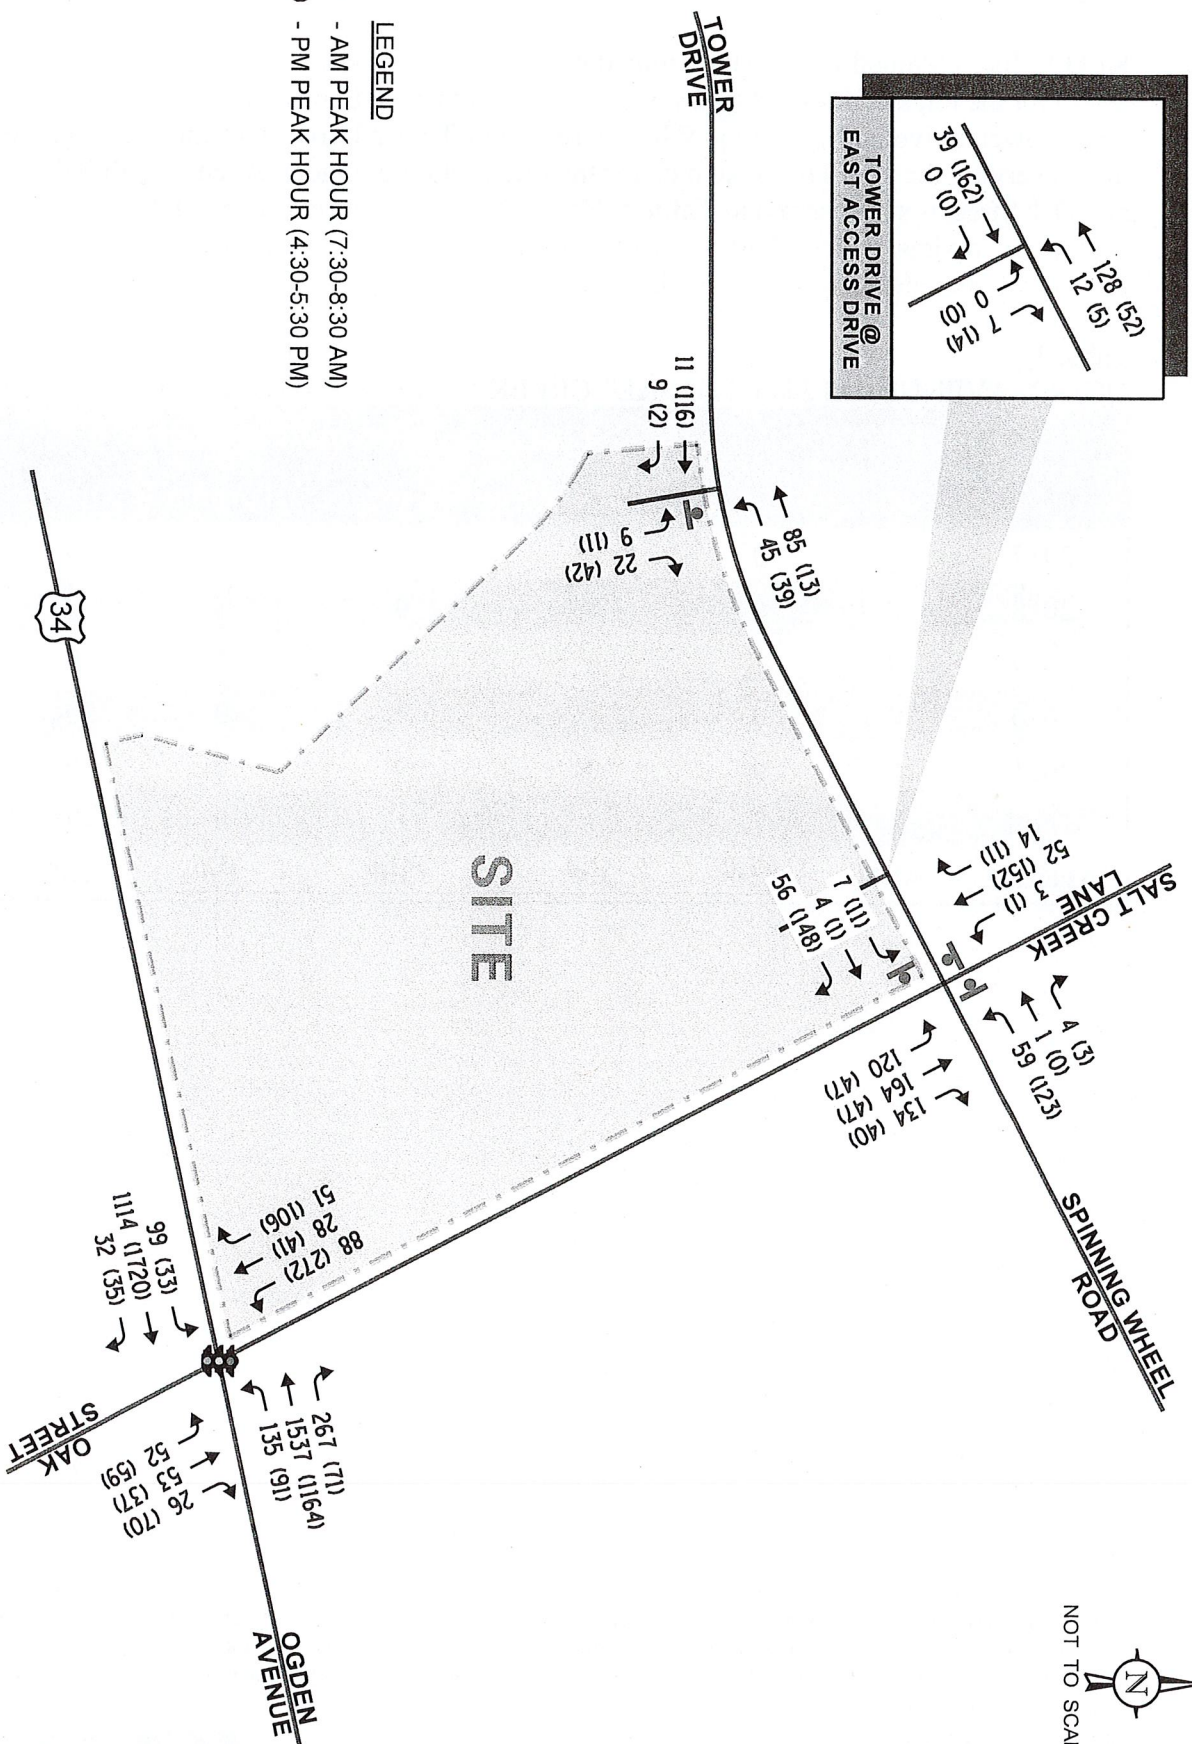 NOT TO SCAL
N
TOWER DRIVE @
EAST ACCESS DRIVE
128 (52)
12 (5)
39 (162)
0 (0)
7 (14)
0 (0)
TOWER
DRIVE
SALT CREEK
LANE
14 (11)
52 (152)
3 (1)
4 (3)
1 (0)
59 (123)
7 (11)
4 (1)
56 (148)
120 (47)
164 (47)
134 (40)
SPINNING WHEEL
ROAD
85 (13)
45 (39)
11 (116)
9 (2)
9 (11)
22 (42)
SITE
34
51 (106)
28 (41)
88 (272)
267 (71)
1537 (1164)
135 (91)
99 (33)
1114 (1720)
32 (35)
52 (59)
53 (37)
26 (70)
OGDEN
AVENUE
OAK
STREET
LEGEND
- AM PEAK HOUR (7:30-8:30 AM)
) - PM PEAK HOUR (4:30-5:30 PM)